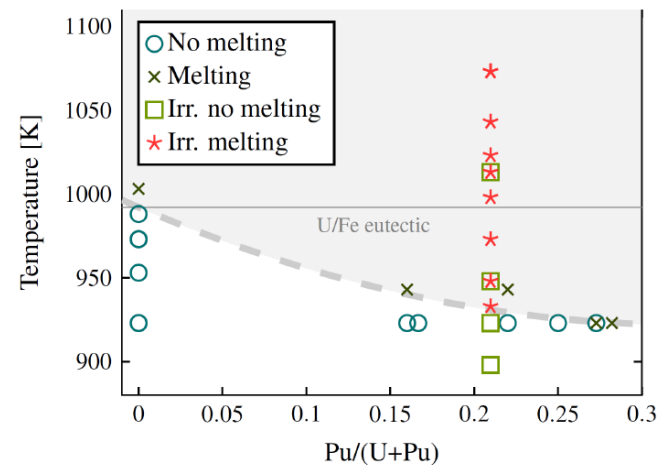 1100
1050
1000
950
900
Temperature [K]
No melting
Melting
Irr. no melting
Irr. melting
U/Fe eutectic
0 0.05 0.1 0.15 0.2 0.25 0.3
Pu/(U+Pu)